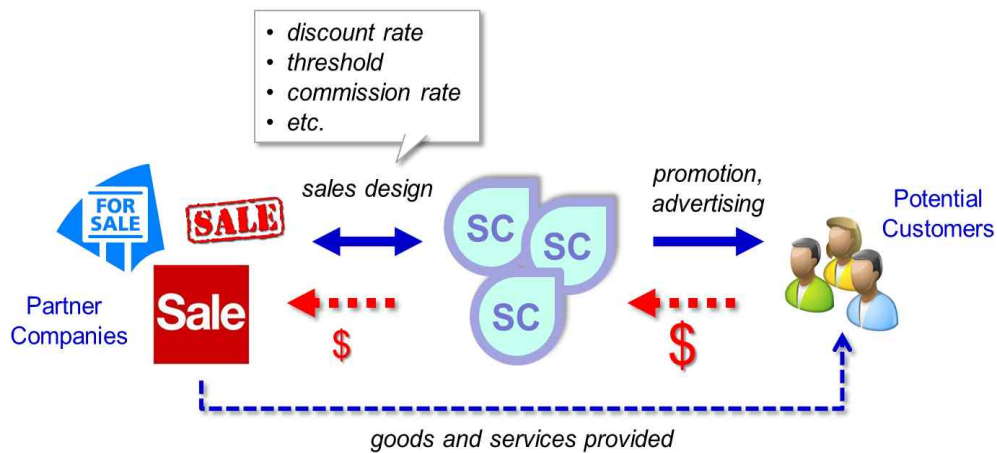 • discount rate
• threshold
• commission rate
• etc.
sales design
promotion,
advertising
FOR
SALE
SALE
Potential
Customers
SC
SC
SC
Partner
Companies
Sale
$
$
goods and services provided